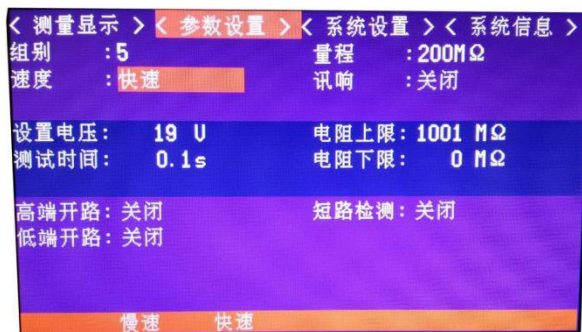 < 测量显示 > < 参数设置 > < 系统设置 > < 系统信息 >
组别 :5 量程 :200MΩ
速度 :快速 讯响 :关闭
设置电压: 19 V 电阻上限: 1001 MΩ
测试时间: 0.1s 电阻下限: 0 MΩ
高端开路: 关闭 短路检测: 关闭
低端开路: 关闭
慢速 快速